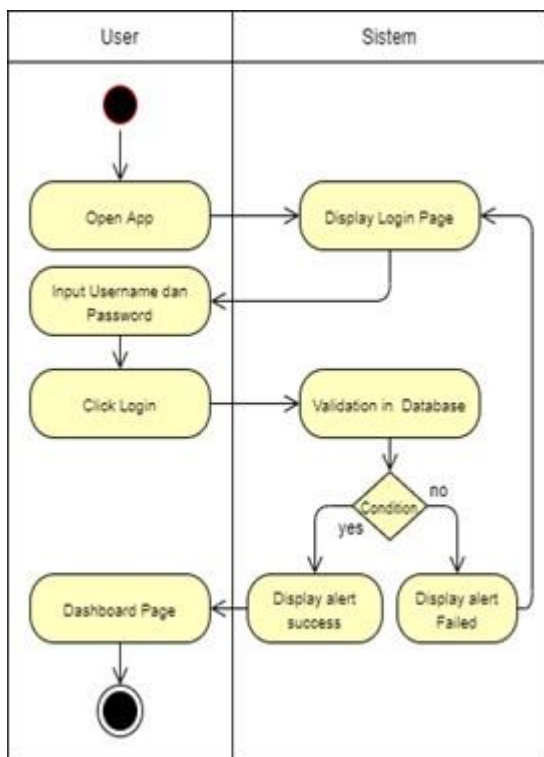 User
Sistem
Open App
Display Login Page
Input Username dan
Password
Click Login
Validation in Database
Condition
yes
no
Dashboard Page
Display alert
success
Display alert
Failed